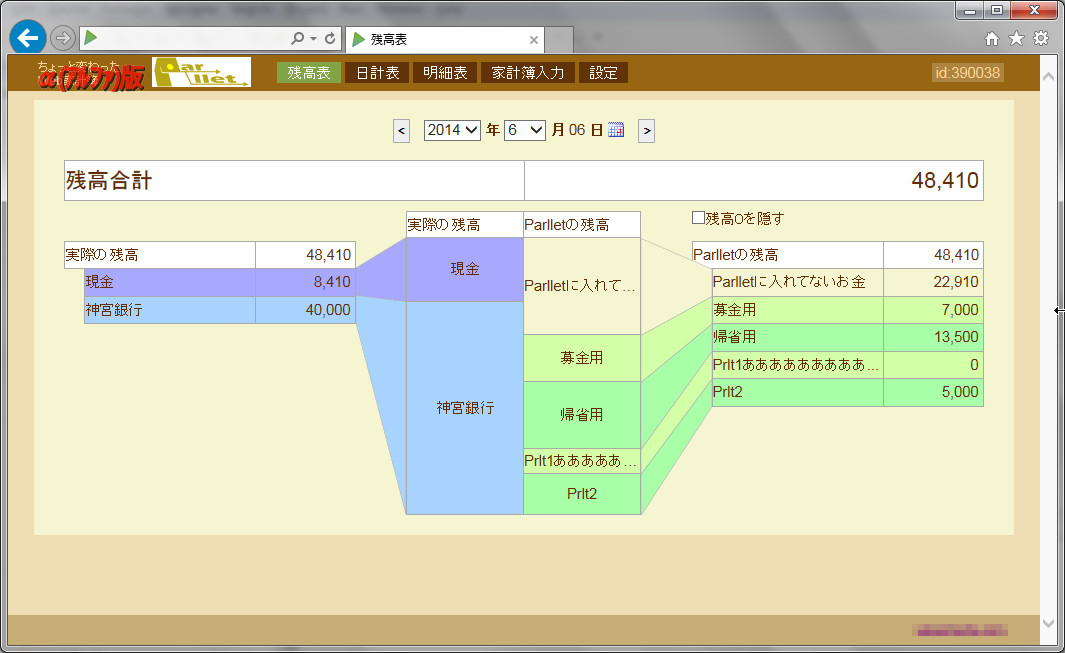 残高表
ちょっと変わった
α(アルファ)版
Parllet
残高表 日計表 明細表 家計簿入力 設定
id:390038
< 2014 年 6 月 06 日 >
残高合計 48,410
実際の残高 48,410
現金 8,410
神宮銀行 40,000
実際の残高 Parlletの残高
現金
神宮銀行
Parlletに入れて…
募金用
帰省用
Prlt1あああああ…
Prlt2
残高0を隠す
Parlletの残高 48,410
Parlletに入れてないお金 22,910
募金用 7,000
帰省用 13,500
Prlt1ああああああああ… 0
Prlt2 5,000